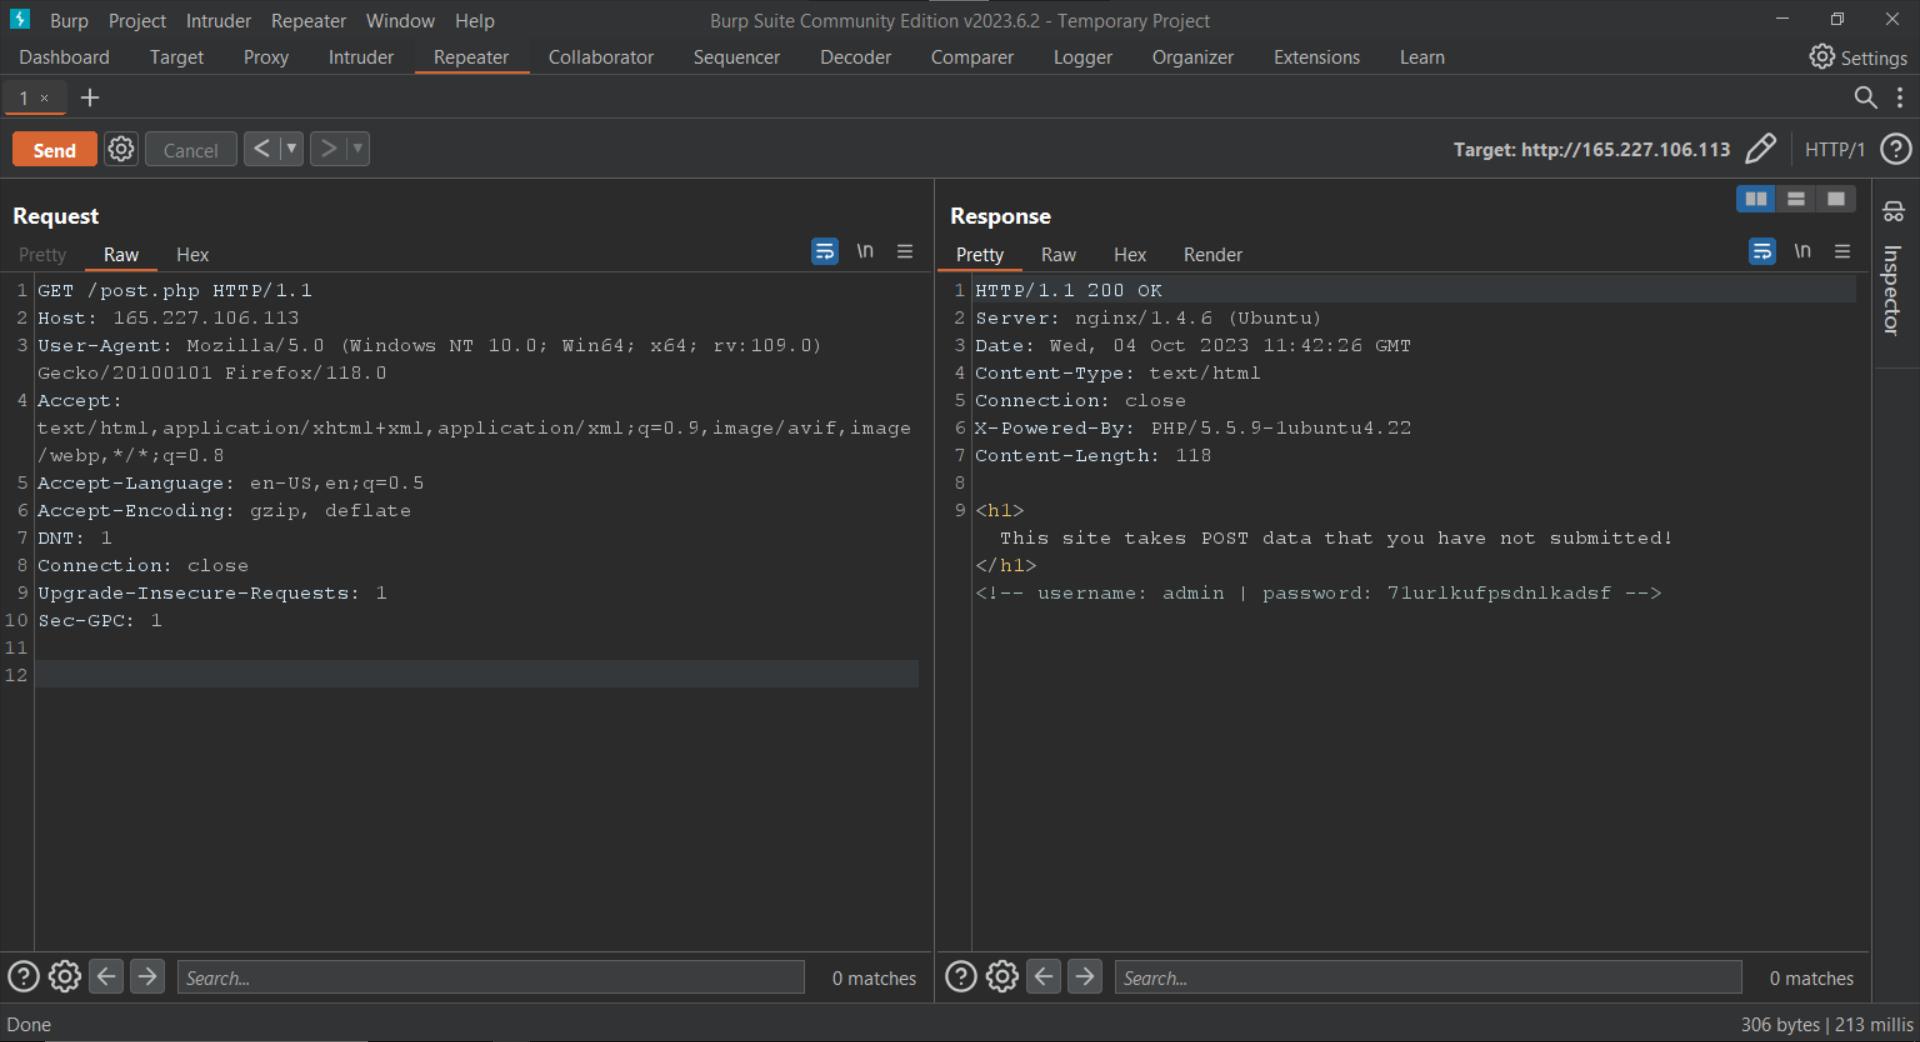 Burp Project Intruder Repeater Window Help
Burp Suite Community Edition v2023.6.2 - Temporary Project
Dashboard Target Proxy Intruder Repeater Collaborator Sequencer Decoder Comparer Logger Organizer Extensions Learn
Settings
1 × +
Send Cancel < ▼ > ▼
Target: http://165.227.106.113
HTTP/1
Request
Pretty Raw Hex
\n
1 GET /post.php HTTP/1.1
2 Host: 165.227.106.113
3 User-Agent: Mozilla/5.0 (Windows NT 10.0; Win64; x64; rv:109.0)
Gecko/20100101 Firefox/118.0
4 Accept:
text/html,application/xhtml+xml,application/xml;q=0.9,image/avif,image
/webp,*/*;q=0.8
5 Accept-Language: en-US,en;q=0.5
6 Accept-Encoding: gzip, deflate
7 DNT: 1
8 Connection: close
9 Upgrade-Insecure-Requests: 1
10 Sec-GPC: 1
11
12
Search...
0 matches
Response
Pretty Raw Hex Render
\n
1 HTTP/1.1 200 OK
2 Server: nginx/1.4.6 (Ubuntu)
3 Date: Wed, 04 Oct 2023 11:42:26 GMT
4 Content-Type: text/html
5 Connection: close
6 X-Powered-By: PHP/5.5.9-1ubuntu4.22
7 Content-Length: 118
8
9 <h1>
This site takes POST data that you have not submitted!
</h1>
<!-- username: admin | password: 71urlkufpsdnlkadsf -->
Search...
0 matches
Inspector
Done
306 bytes | 213 millis